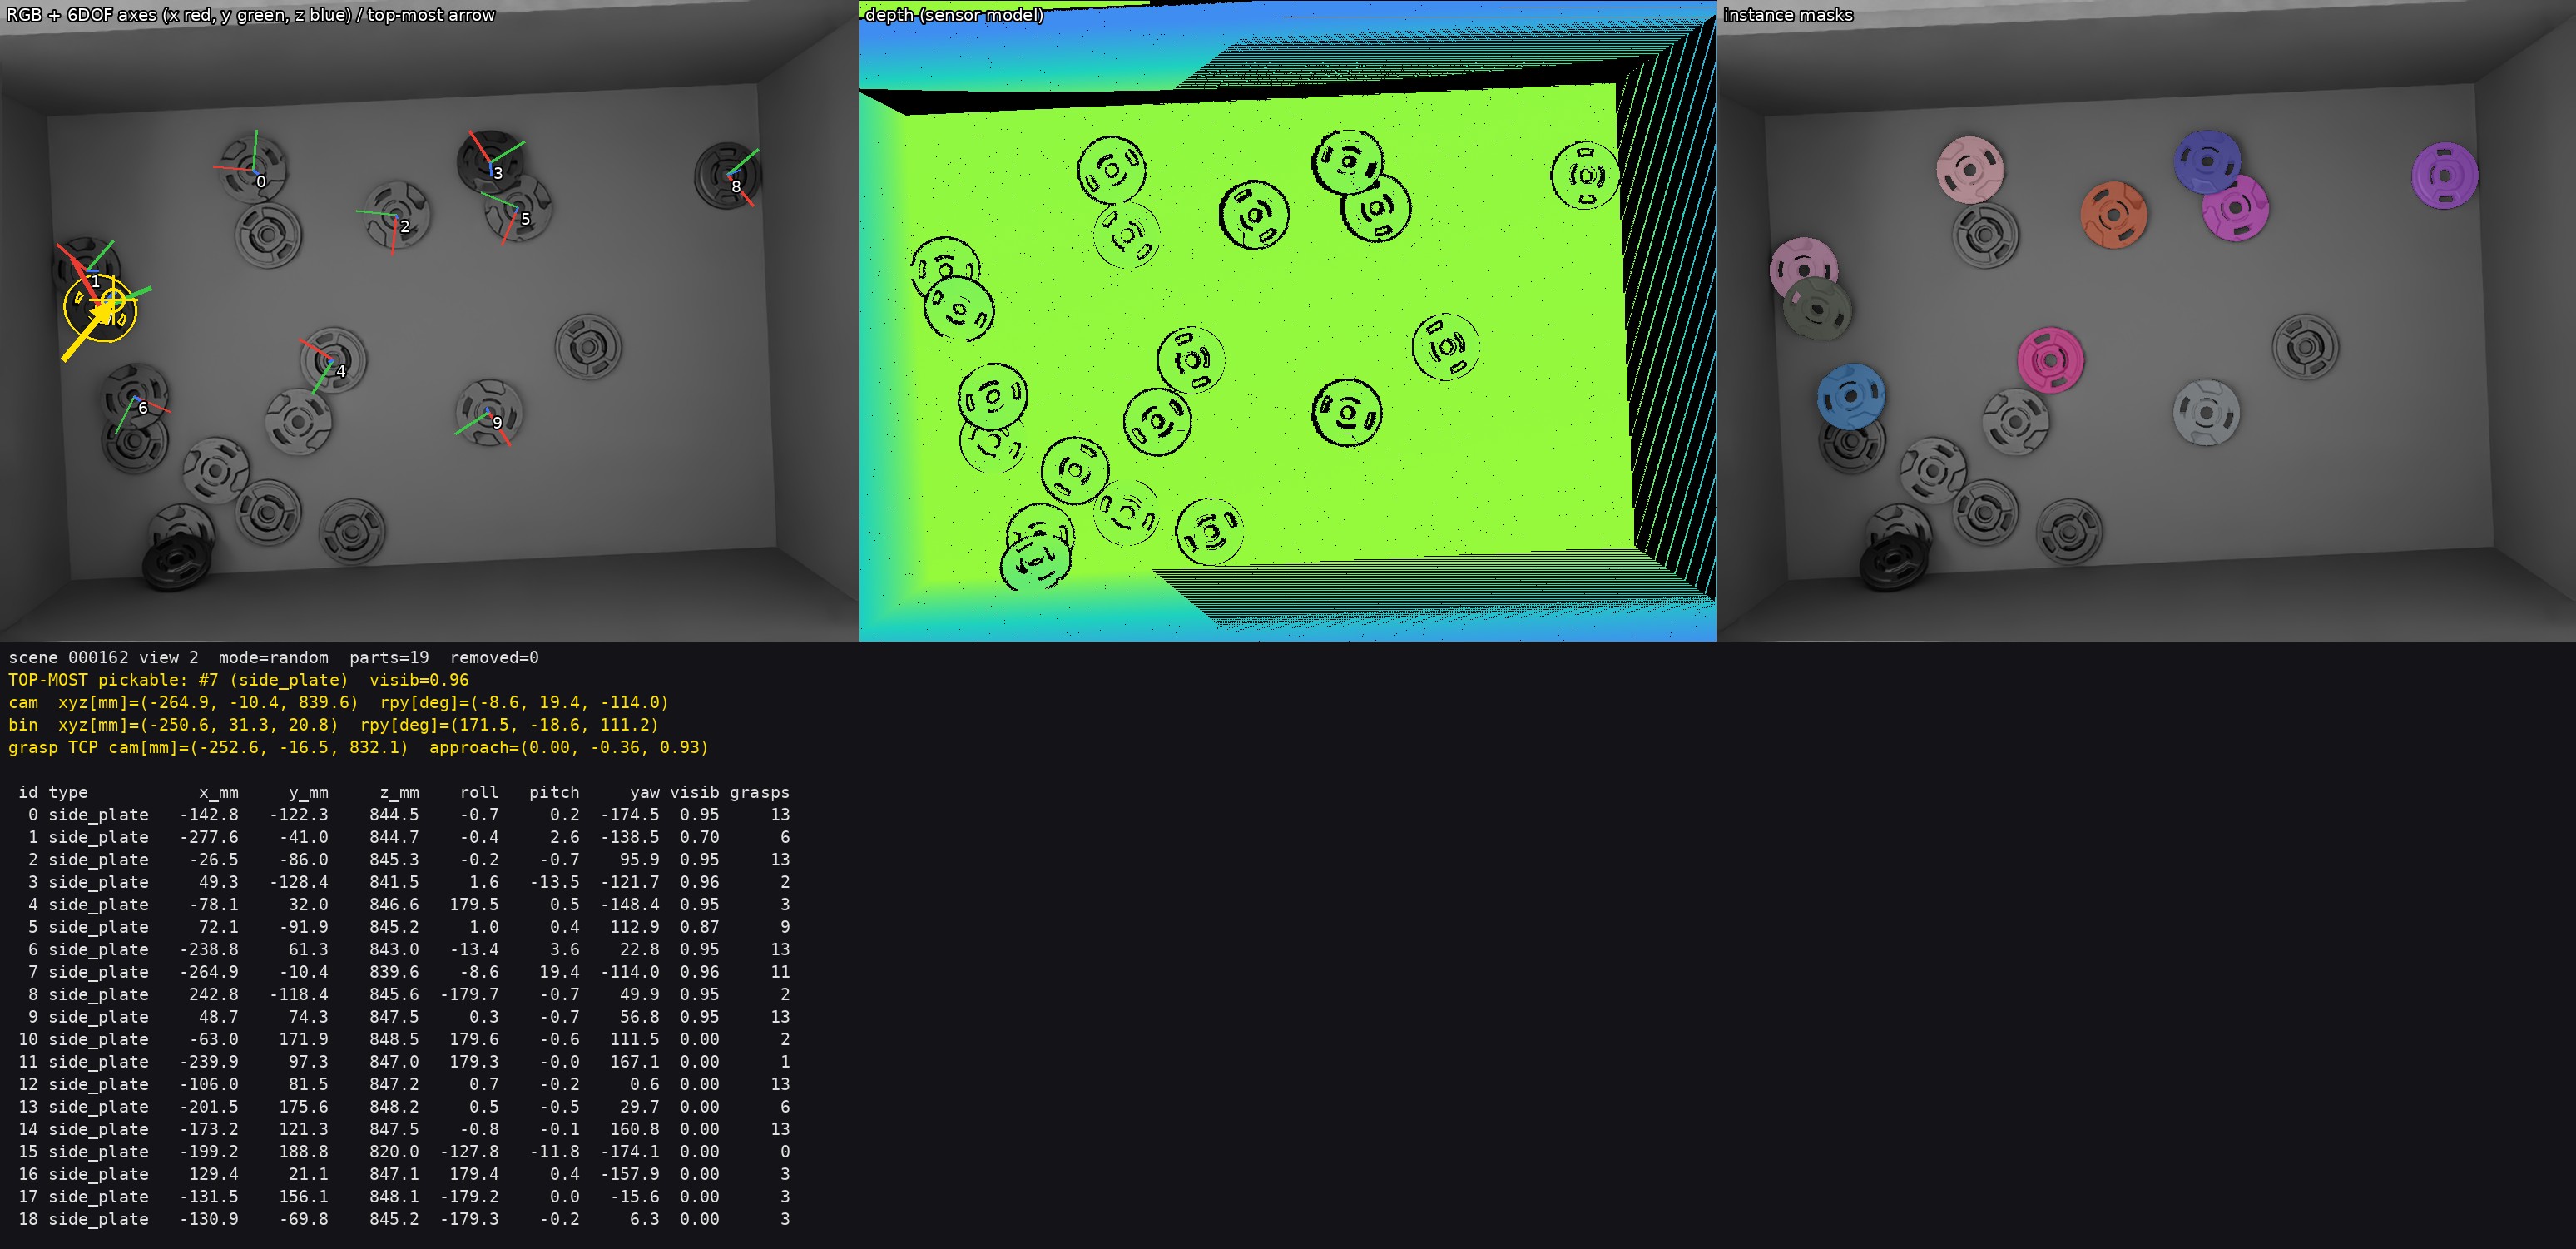 RGB + 6DOF axes (x red, y green, z blue) / top-most arrow
depth (sensor model)
instance masks
0
3
8
2
5
1
4
6
9
scene 000162 view 2  mode=random  parts=19  removed=0
TOP-MOST pickable: #7 (side_plate)  visib=0.96
cam  xyz[mm]=(-264.9, -10.4, 839.6)  rpy[deg]=(-8.6, 19.4, -114.0)
bin  xyz[mm]=(-250.6, 31.3, 20.8)  rpy[deg]=(171.5, -18.6, 111.2)
grasp TCP cam[mm]=(-252.6, -16.5, 832.1)  approach=(0.00, -0.36, 0.93)
id type x_mm y_mm z_mm roll pitch yaw visib grasps
0 side_plate -142.8 -122.3 844.5 -0.7 0.2 -174.5 0.95 13
1 side_plate -277.6 -41.0 844.7 -0.4 2.6 -138.5 0.70 6
2 side_plate -26.5 -86.0 845.3 -0.2 -0.7 95.9 0.95 13
3 side_plate 49.3 -128.4 841.5 1.6 -13.5 -121.7 0.96 2
4 side_plate -78.1 32.0 846.6 179.5 0.5 -148.4 0.95 3
5 side_plate 72.1 -91.9 845.2 1.0 0.4 112.9 0.87 9
6 side_plate -238.8 61.3 843.0 -13.4 3.6 22.8 0.95 13
7 side_plate -264.9 -10.4 839.6 -8.6 19.4 -114.0 0.96 11
8 side_plate 242.8 -118.4 845.6 -179.7 -0.7 49.9 0.95 2
9 side_plate 48.7 74.3 847.5 0.3 -0.7 56.8 0.95 13
10 side_plate -63.0 171.9 848.5 179.6 -0.6 111.5 0.00 2
11 side_plate -239.9 97.3 847.0 179.3 -0.0 167.1 0.00 1
12 side_plate -106.0 81.5 847.2 0.7 -0.2 0.6 0.00 13
13 side_plate -201.5 175.6 848.2 0.5 -0.5 29.7 0.00 6
14 side_plate -173.2 121.3 847.5 -0.8 -0.1 160.8 0.00 13
15 side_plate -199.2 188.8 820.0 -127.8 -11.8 -174.1 0.00 0
16 side_plate 129.4 21.1 847.1 179.4 0.4 -157.9 0.00 3
17 side_plate -131.5 156.1 848.1 -179.2 0.0 -15.6 0.00 3
18 side_plate -130.9 -69.8 845.2 -179.3 -0.2 6.3 0.00 3